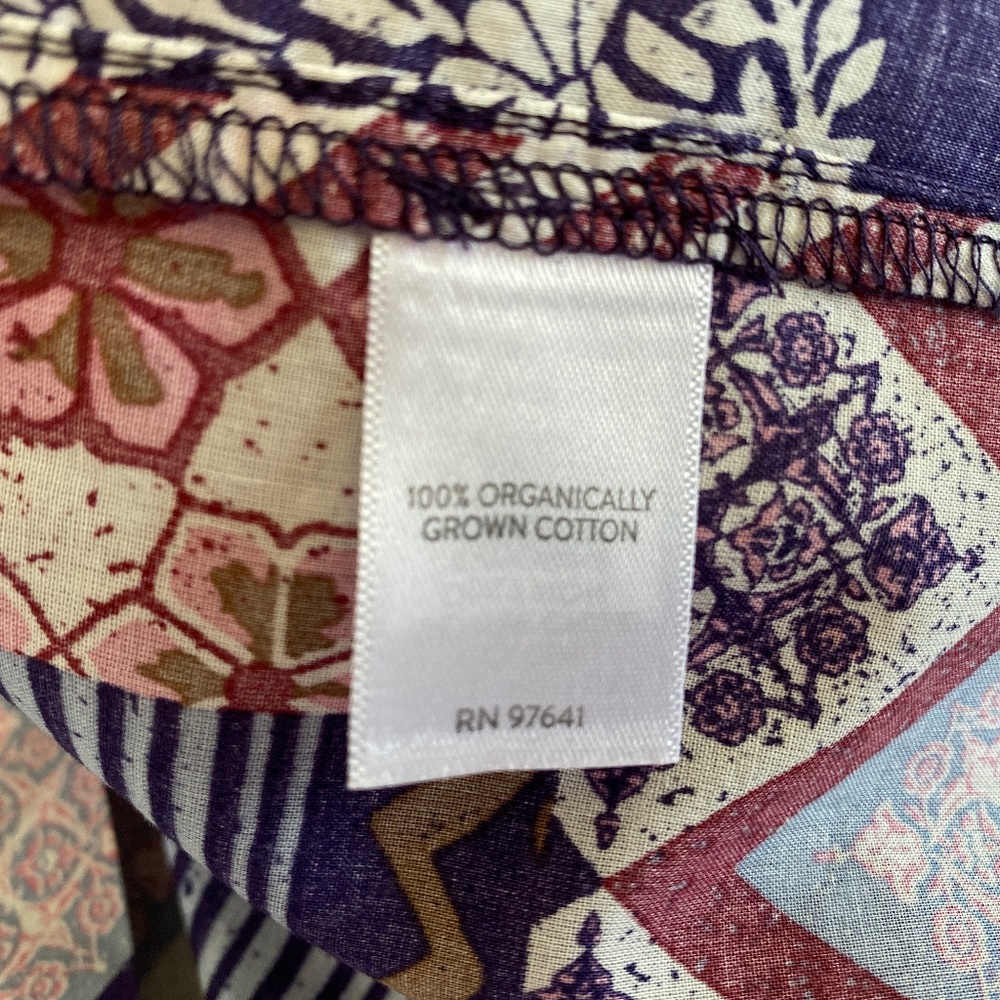 100% ORGANICALLY
GROWN COTTON
RN 97641